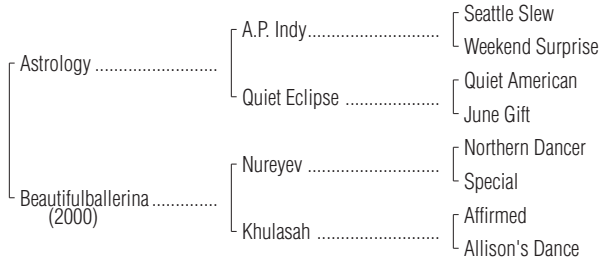 Seattle Slew
A.P. Indy........................
Weekend Surprise
Astrology ......................
Quiet American
Quiet Eclipse .................
June Gift
Northern Dancer
Nureyev ........................
Special
Beautifulballerina ............
(2000)
Affirmed
Khulasah ......................
Allison's Dance